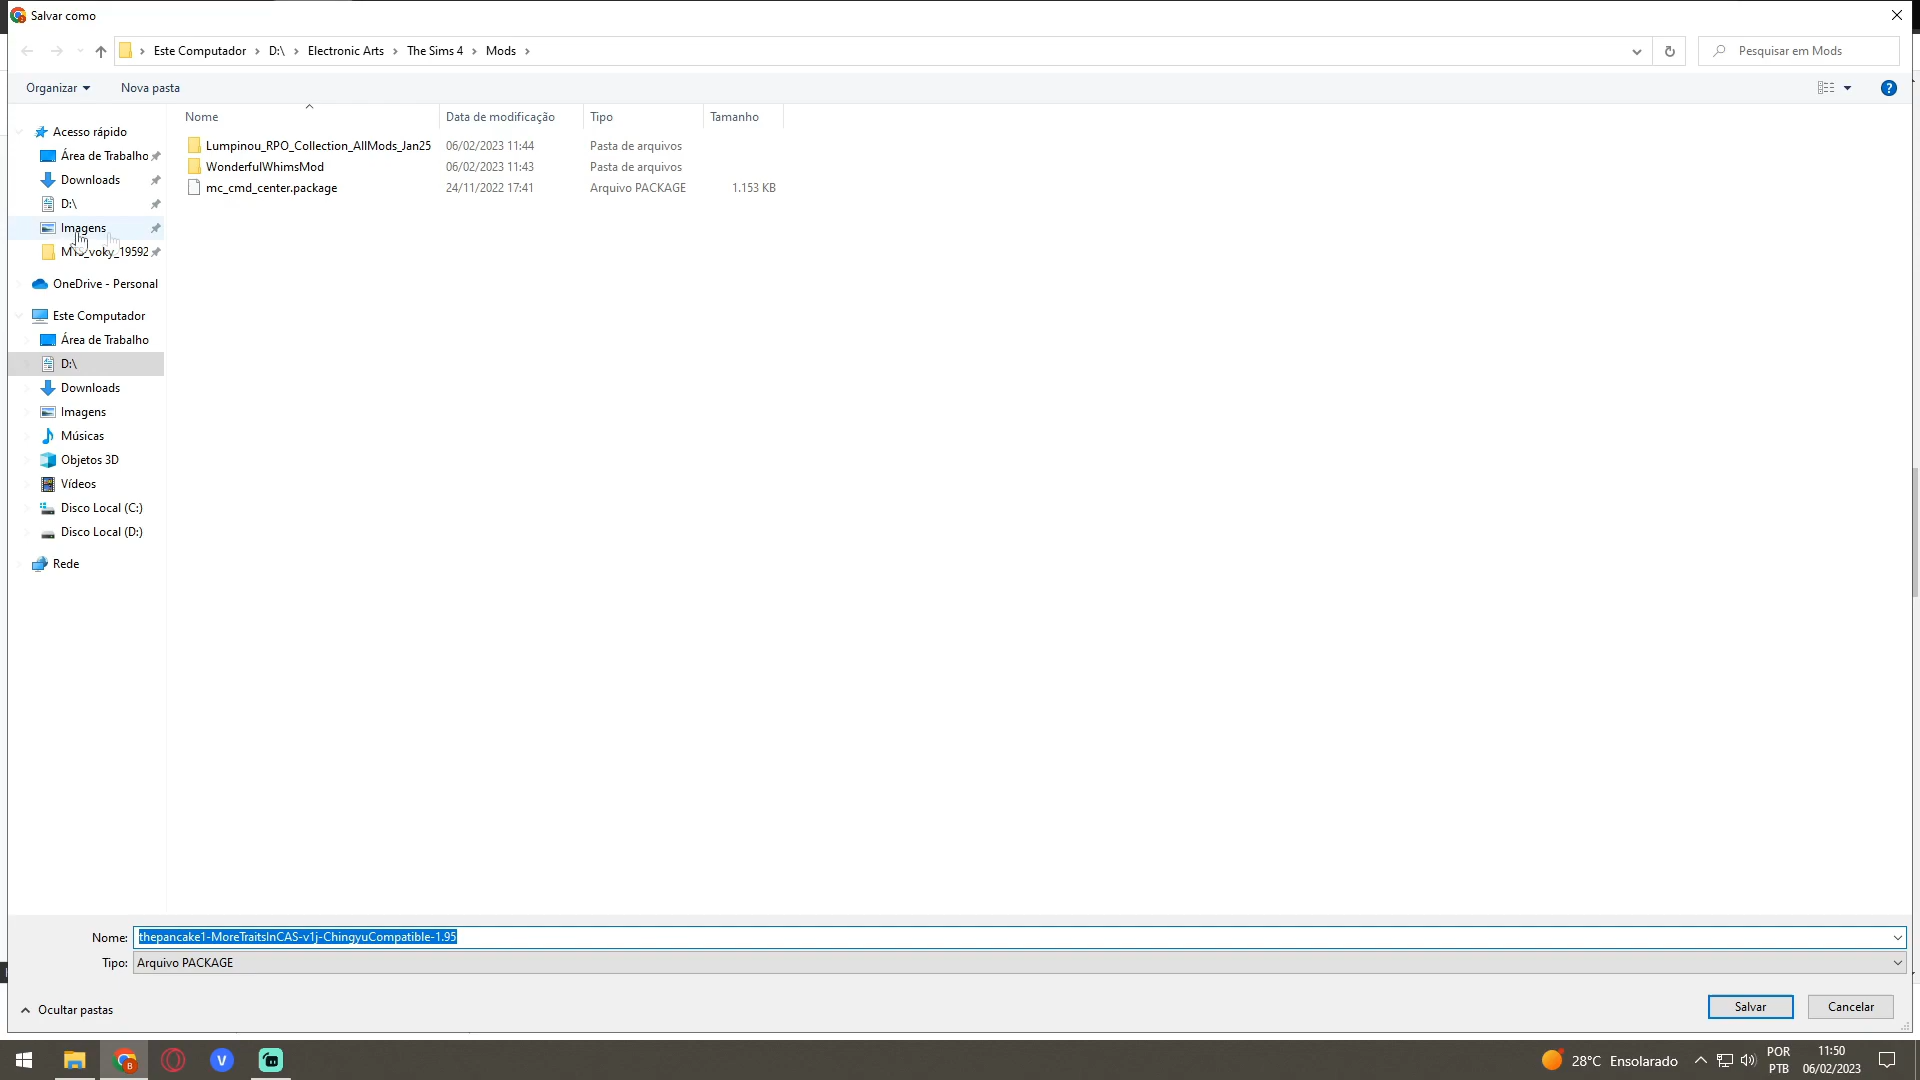 Salvar como
Este Computador > D:\ > Electronic Arts > The Sims 4 > Mods >
Pesquisar em Mods
Organizar
Nova pasta
Nome
Data de modificação
Tipo
Tamanho
Lumpinou_RPO_Collection_AllMods_Jan25 06/02/2023 11:44 Pasta de arquivos
WonderfulWhimsMod 06/02/2023 11:43 Pasta de arquivos
mc_cmd_center.package 24/11/2022 17:41 Arquivo PACKAGE 1.153 KB
Acesso rápido
Área de Trabalho
Downloads
D:\
Imagens
MTS_voky_19592
OneDrive - Personal
Este Computador
Área de Trabalho
D:\
Downloads
Imagens
Músicas
Objetos 3D
Vídeos
Disco Local (C:)
Disco Local (D:)
Rede
Nome: thepancake1-MoreTraitsInCAS-v1j-ChingyuCompatible-1.95
Tipo: Arquivo PACKAGE
Ocultar pastas
Salvar
Cancelar
V
28°C Ensolarado
POR
PTB
11:50
06/02/2023